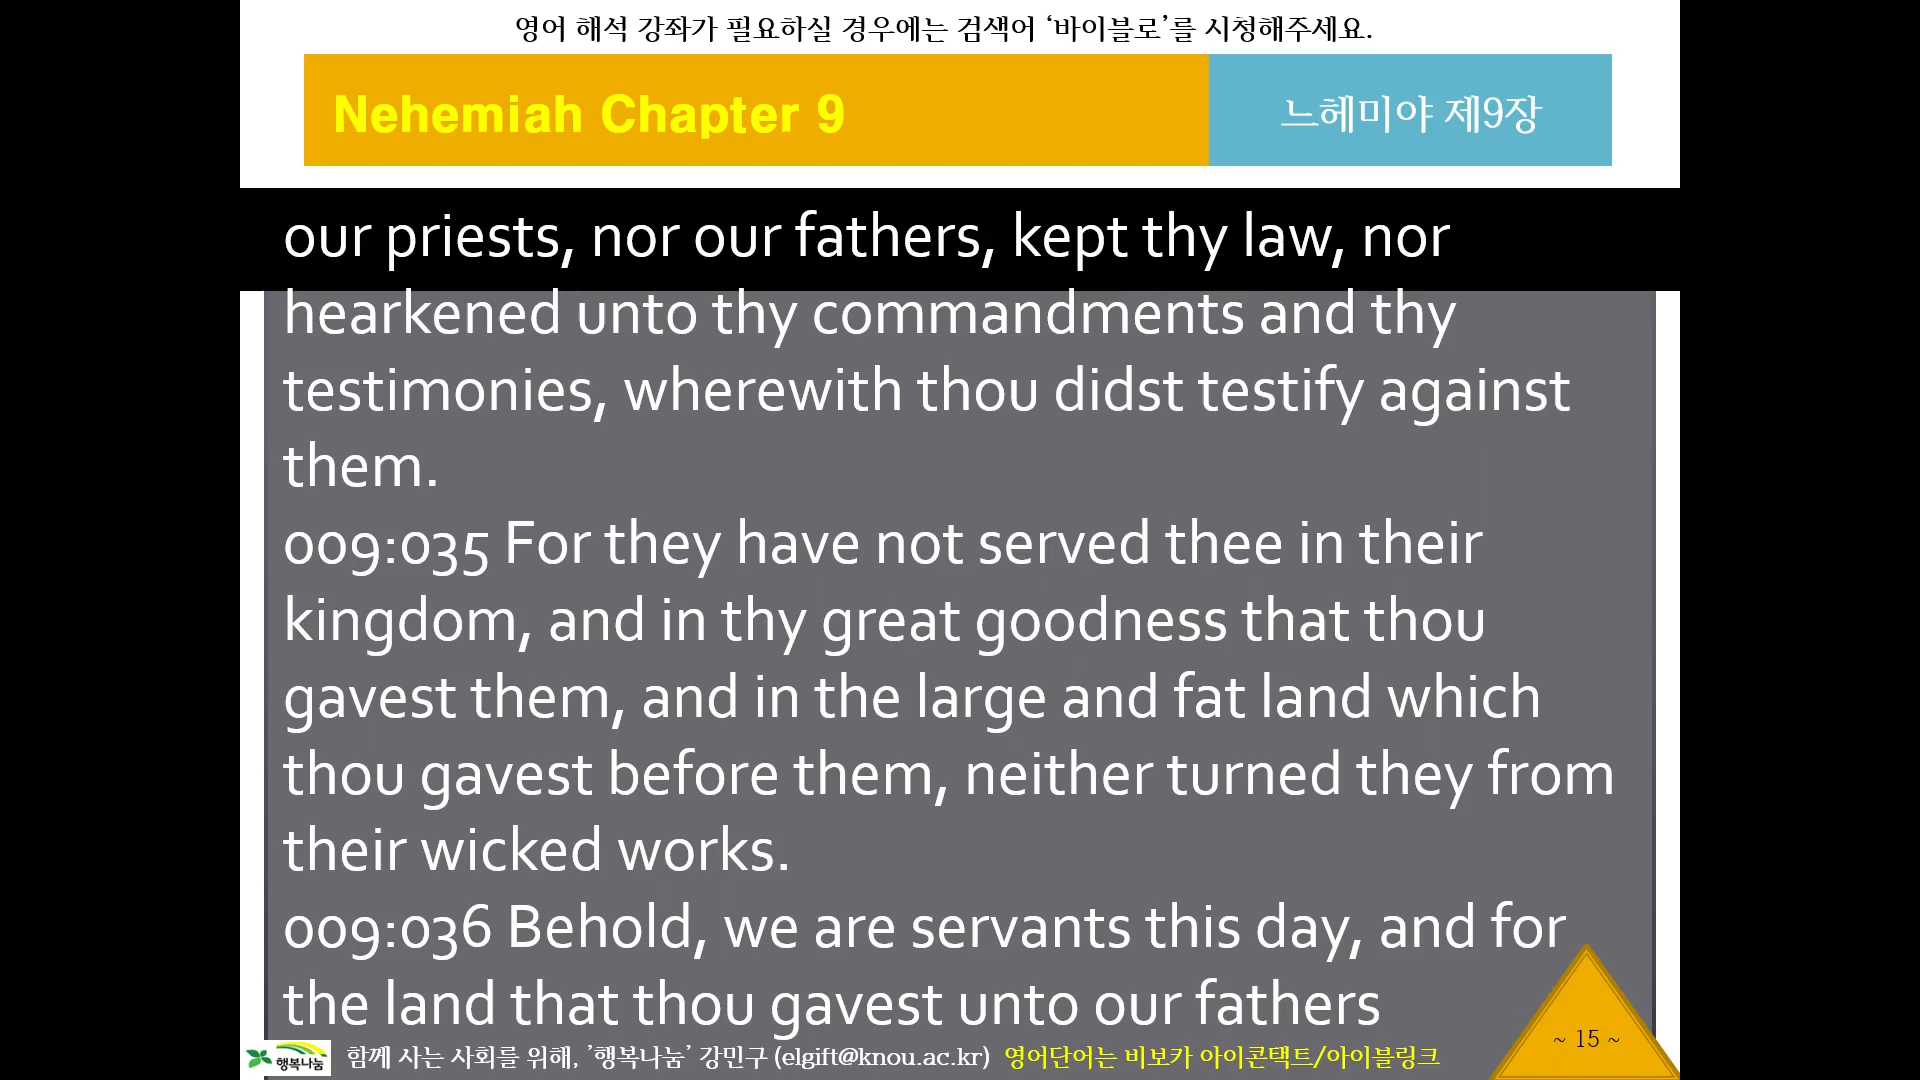 영어 해석 강좌가 필요하실 경우에는 검색어 ‘바이블로’를 시청해주세요.
Nehemiah Chapter 9
느헤미야 제9장
our priests, nor our fathers, kept thy law, nor
hearkened unto thy commandments and thy
testimonies, wherewith thou didst testify against
them.
009:035 For they have not served thee in their
kingdom, and in thy great goodness that thou
gavest them, and in the large and fat land which
thou gavest before them, neither turned they from
their wicked works.
009:036 Behold, we are servants this day, and for
the land that thou gavest unto our fathers
~ 15 ~
행복나눔
함께 사는 사회를 위해, ’행복나눔’ 강민구 (elgift@knou.ac.kr) 영어단어는 비보카 아이콘택트/아이블링크